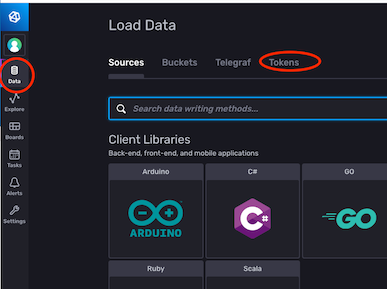 Load Data
Data
Explore
Boards
Tasks
Alerts
Settings
Sources Buckets Telegraf Tokens
Search data writing methods...
Client Libraries
Back-end, front-end, and mobile applications
Arduino C# GO
ARDUINO C# GO
Ruby Scala